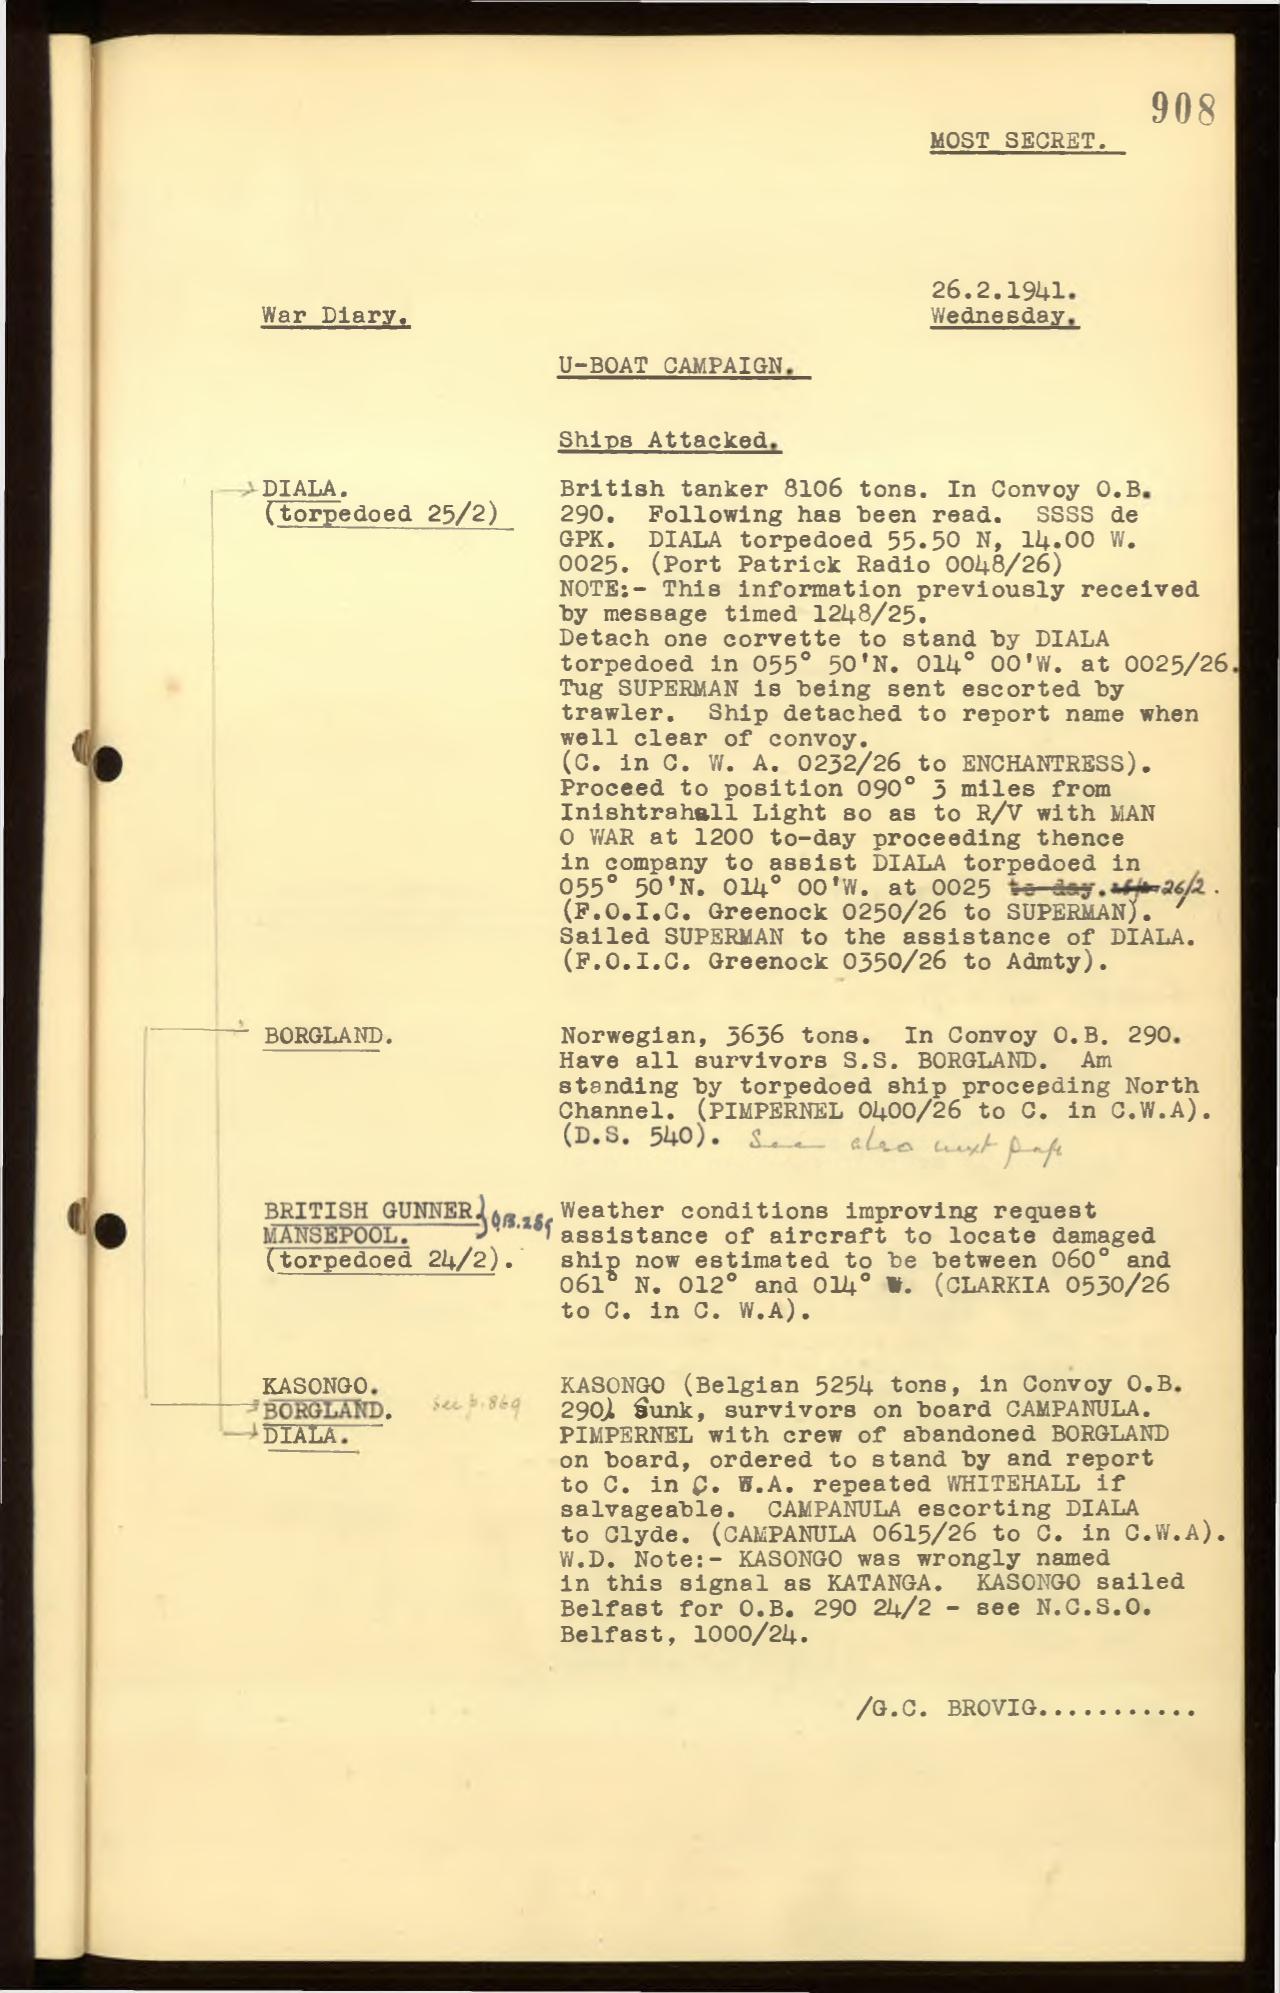 908
MOST SECRET.
26.2.1941.
War Diary.
Wednesday.
U-BOAT CAMPAIGN.
Ships Attacked.
DIALA.
(torpedoed 25/2)
British tanker 8106 tons. In Convoy O.B.
290. Following has been read. SSSS de
GPK. DIALA torpedoed 55.50 N, 14.00 W.
0025. (Port Patrick Radio 0048/26)
NOTE:- This information previously received
by message timed 1248/25.
Detach one corvette to stand by DIALA
torpedoed in 055° 50'N. 014° 00'W. at 0025/26.
Tug SUPERMAN is being sent escorted by
trawler. Ship detached to report name when
well clear of convoy.
(C. in C. W. A. 0232/26 to ENCHANTRESS).
Proceed to position 090° 3 miles from
Inishtrahull Light so as to R/V with MAN
O WAR at 1200 to-day proceeding thence
in company to assist DIALA torpedoed in
055° 50'N. 014° 00'W. at 0025 to-day. 26/2.
(F.O.I.C. Greenock 0250/26 to SUPERMAN).
Sailed SUPERMAN to the assistance of DIALA.
(F.O.I.C. Greenock 0350/26 to Admty).
BORGLAND.
Norwegian, 3636 tons. In Convoy O.B. 290.
Have all survivors S.S. BORGLAND. Am
standing by torpedoed ship proceeding North
Channel. (PIMPERNEL 0400/26 to C. in C.W.A).
(D.S. 540). See also next page
BRITISH GUNNER.} O.B.289
MANSEPOOL.
(torpedoed 24/2).
Weather conditions improving request
assistance of aircraft to locate damaged
ship now estimated to be between 060° and
061° N. 012° and 014° W. (CLARKIA 0530/26
to C. in C. W.A).
KASONGO.
BORGLAND. see p.869
DIALA.
KASONGO (Belgian 5254 tons, in Convoy O.B.
290). Sunk, survivors on board CAMPANULA.
PIMPERNEL with crew of abandoned BORGLAND
on board, ordered to stand by and report
to C. in C. W.A. repeated WHITEHALL if
salvageable. CAMPANULA escorting DIALA
to Clyde. (CAMPANULA 0615/26 to C. in C.W.A).
W.D. Note:- KASONGO was wrongly named
in this signal as KATANGA. KASONGO sailed
Belfast for O.B. 290 24/2 - see N.C.S.O.
Belfast, 1000/24.
/G.C. BROVIG...........